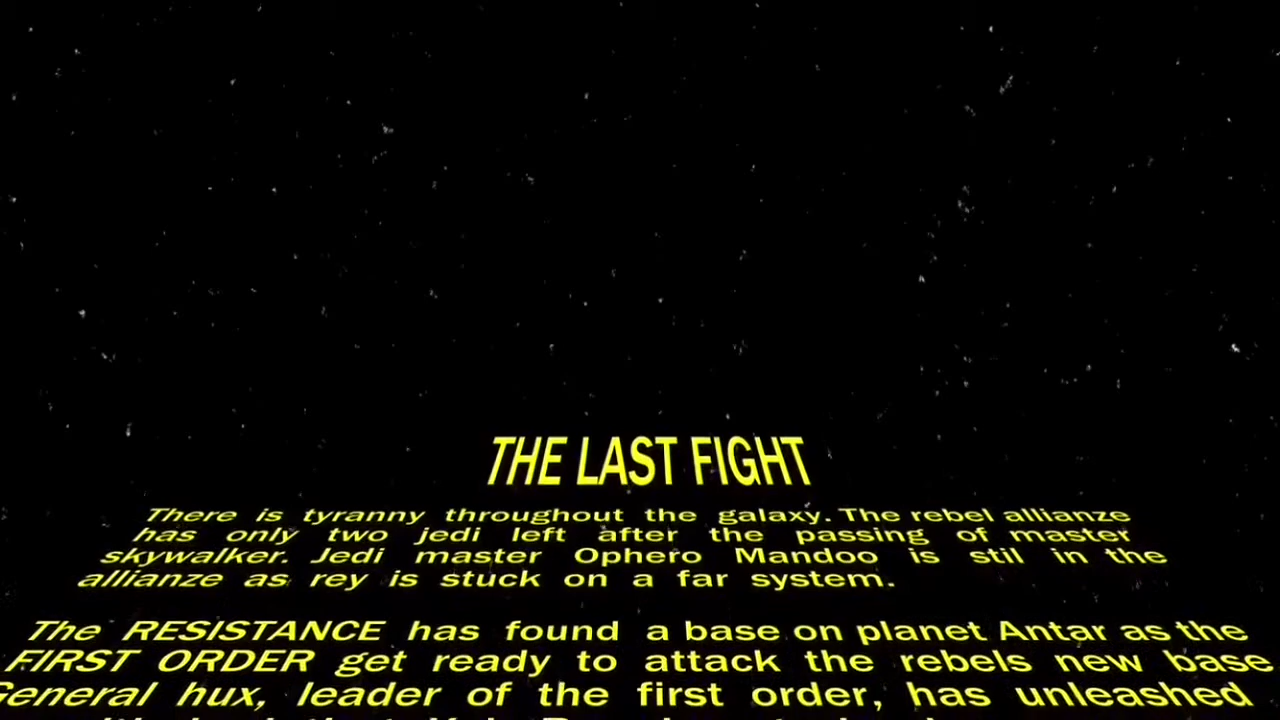 THE LAST FIGHT
There is tyranny throughout the galaxy. The rebel allianze
has only two jedi left after the passing of master
skywalker. Jedi master Ophero Mandoo is stil in the
allianze as rey is stuck on a far system.
The RESISTANCE has found a base on planet Antar as the
FIRST ORDER get ready to attack the rebels new base
General hux, leader of the first order, has unleashed